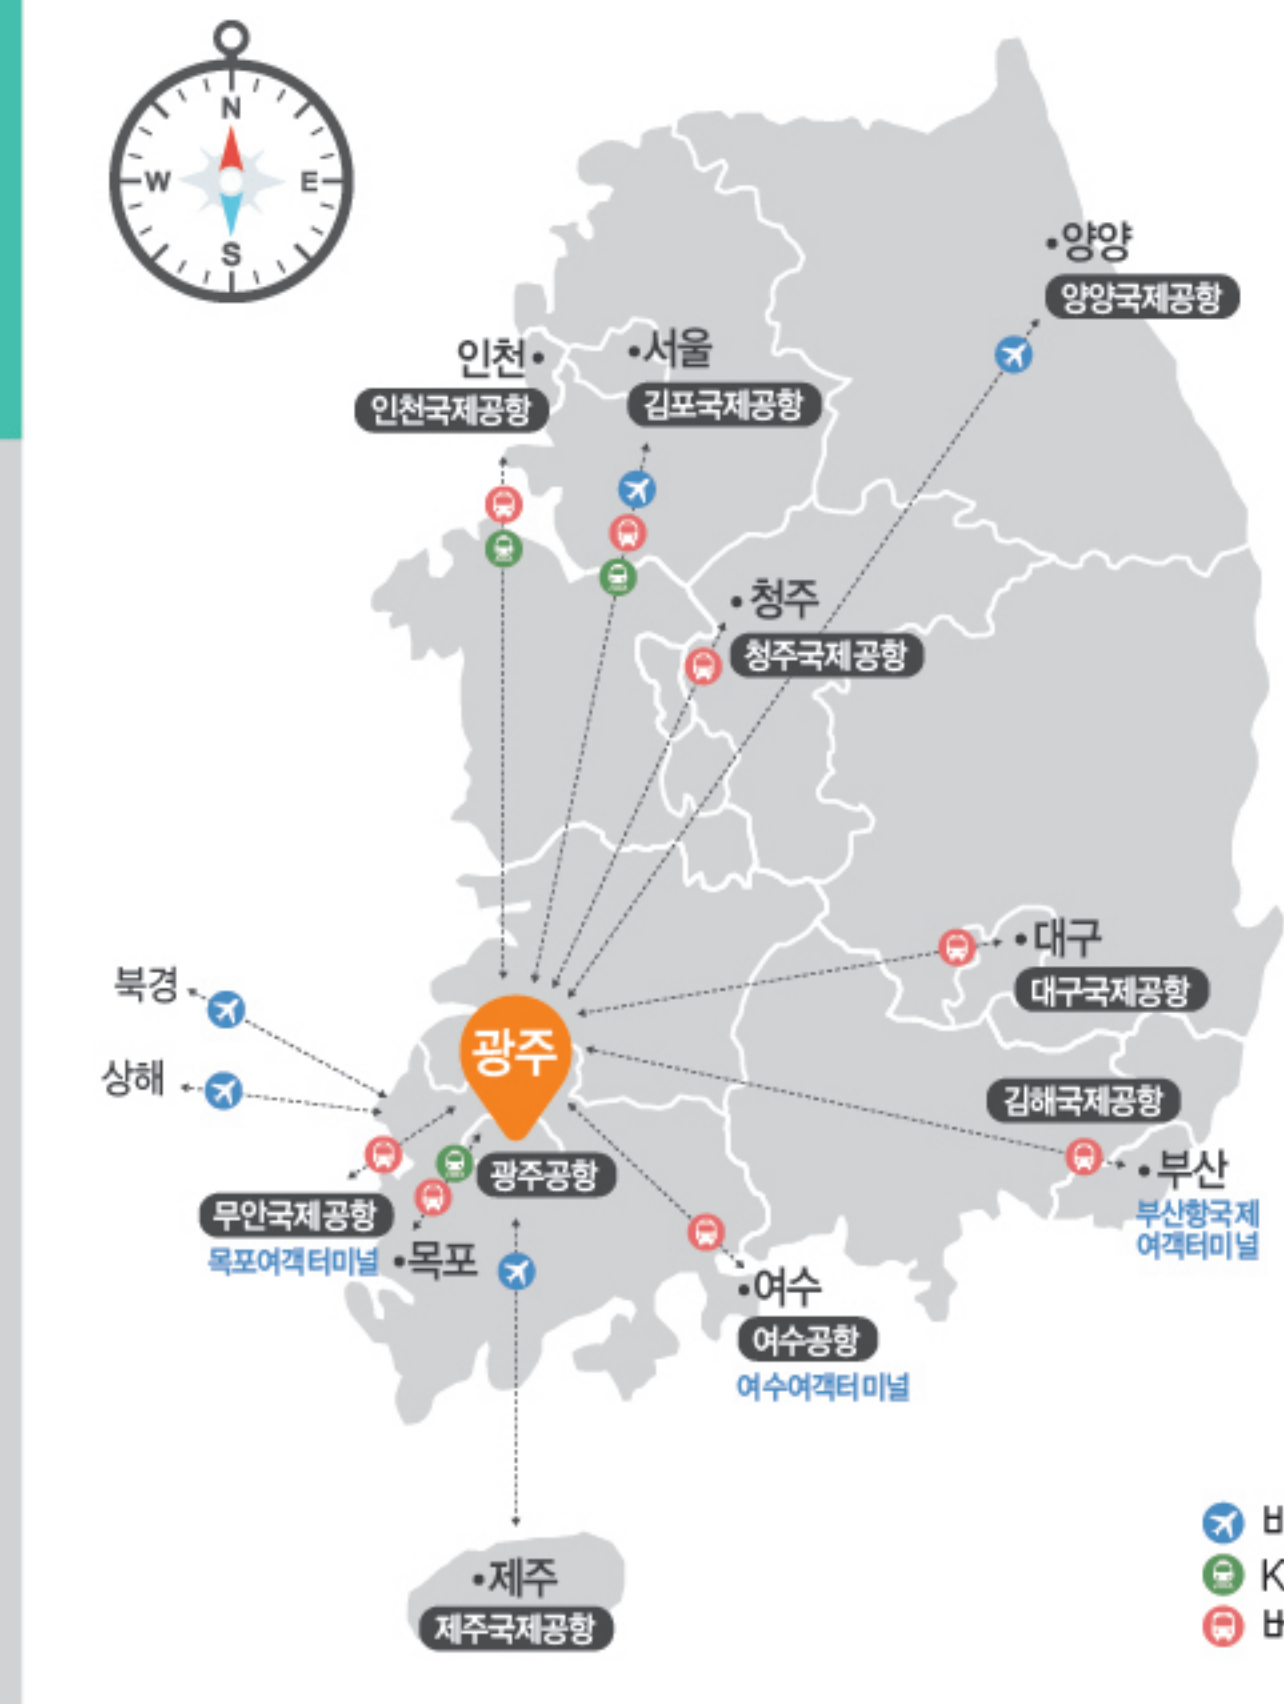 N
W
E
S
양양
양양국제공항
인천
서울
인천국제공항
김포국제공항
청주
청주국제공항
대구
대구국제공항
북경
상해
광주
김해국제공항
부산
부산항국제
여객터미널
광주공항
무안국제공항
목포여객터미널
목포
여수
여수공항
여수여객터미널
제주
제주국제공항
K